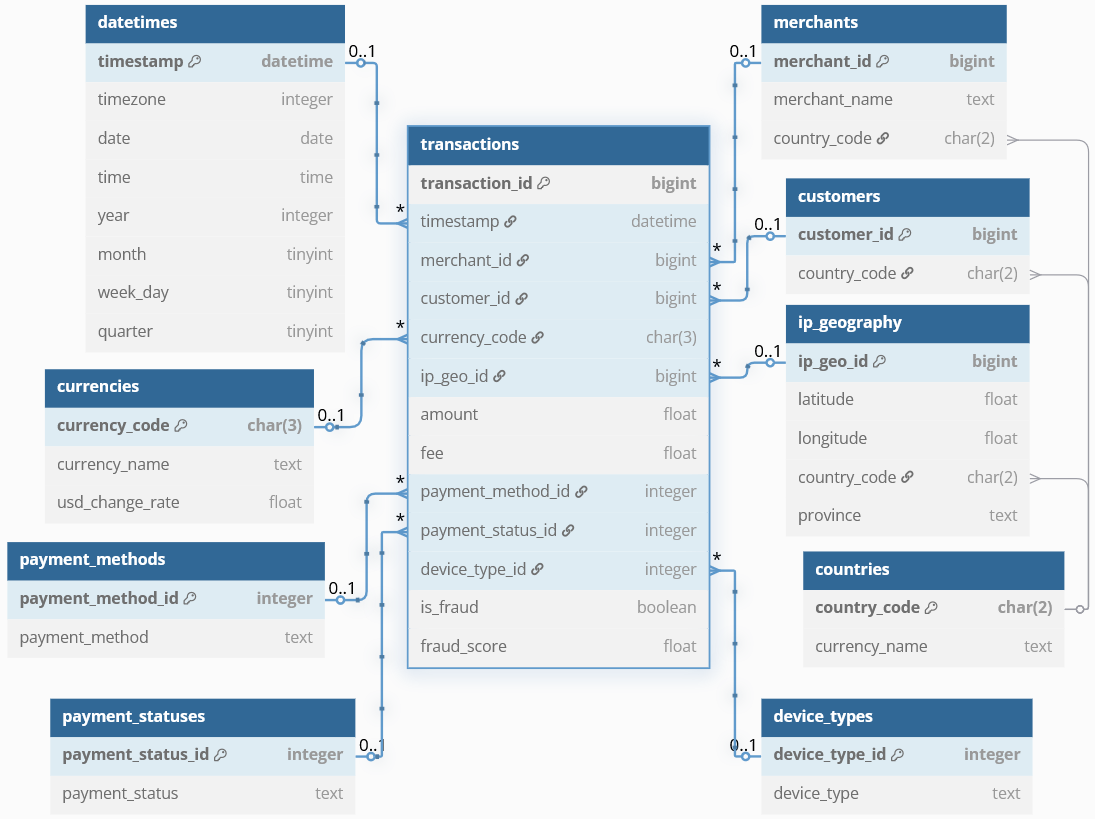 datetimes
timestamp datetime
timezone integer
date date
time time
year integer
month tinyint
week_day tinyint
quarter tinyint
0..1
*
currencies
currency_code char(3)
currency_name text
usd_change_rate float
0..1
*
payment_methods
payment_method_id integer
payment_method text
0..1
*
payment_statuses
payment_status_id integer
payment_status text
0..1
*
transactions
transaction_id bigint
timestamp datetime
merchant_id bigint
customer_id bigint
currency_code char(3)
ip_geo_id bigint
amount float
fee float
payment_method_id integer
payment_status_id integer
device_type_id integer
is_fraud boolean
fraud_score float
merchants
merchant_id bigint
merchant_name text
country_code char(2)
0..1
*
customers
customer_id bigint
country_code char(2)
0..1
*
ip_geography
ip_geo_id bigint
latitude float
longitude float
country_code char(2)
province text
0..1
*
countries
country_code char(2)
currency_name text
device_types
device_type_id integer
device_type text
0..1
*